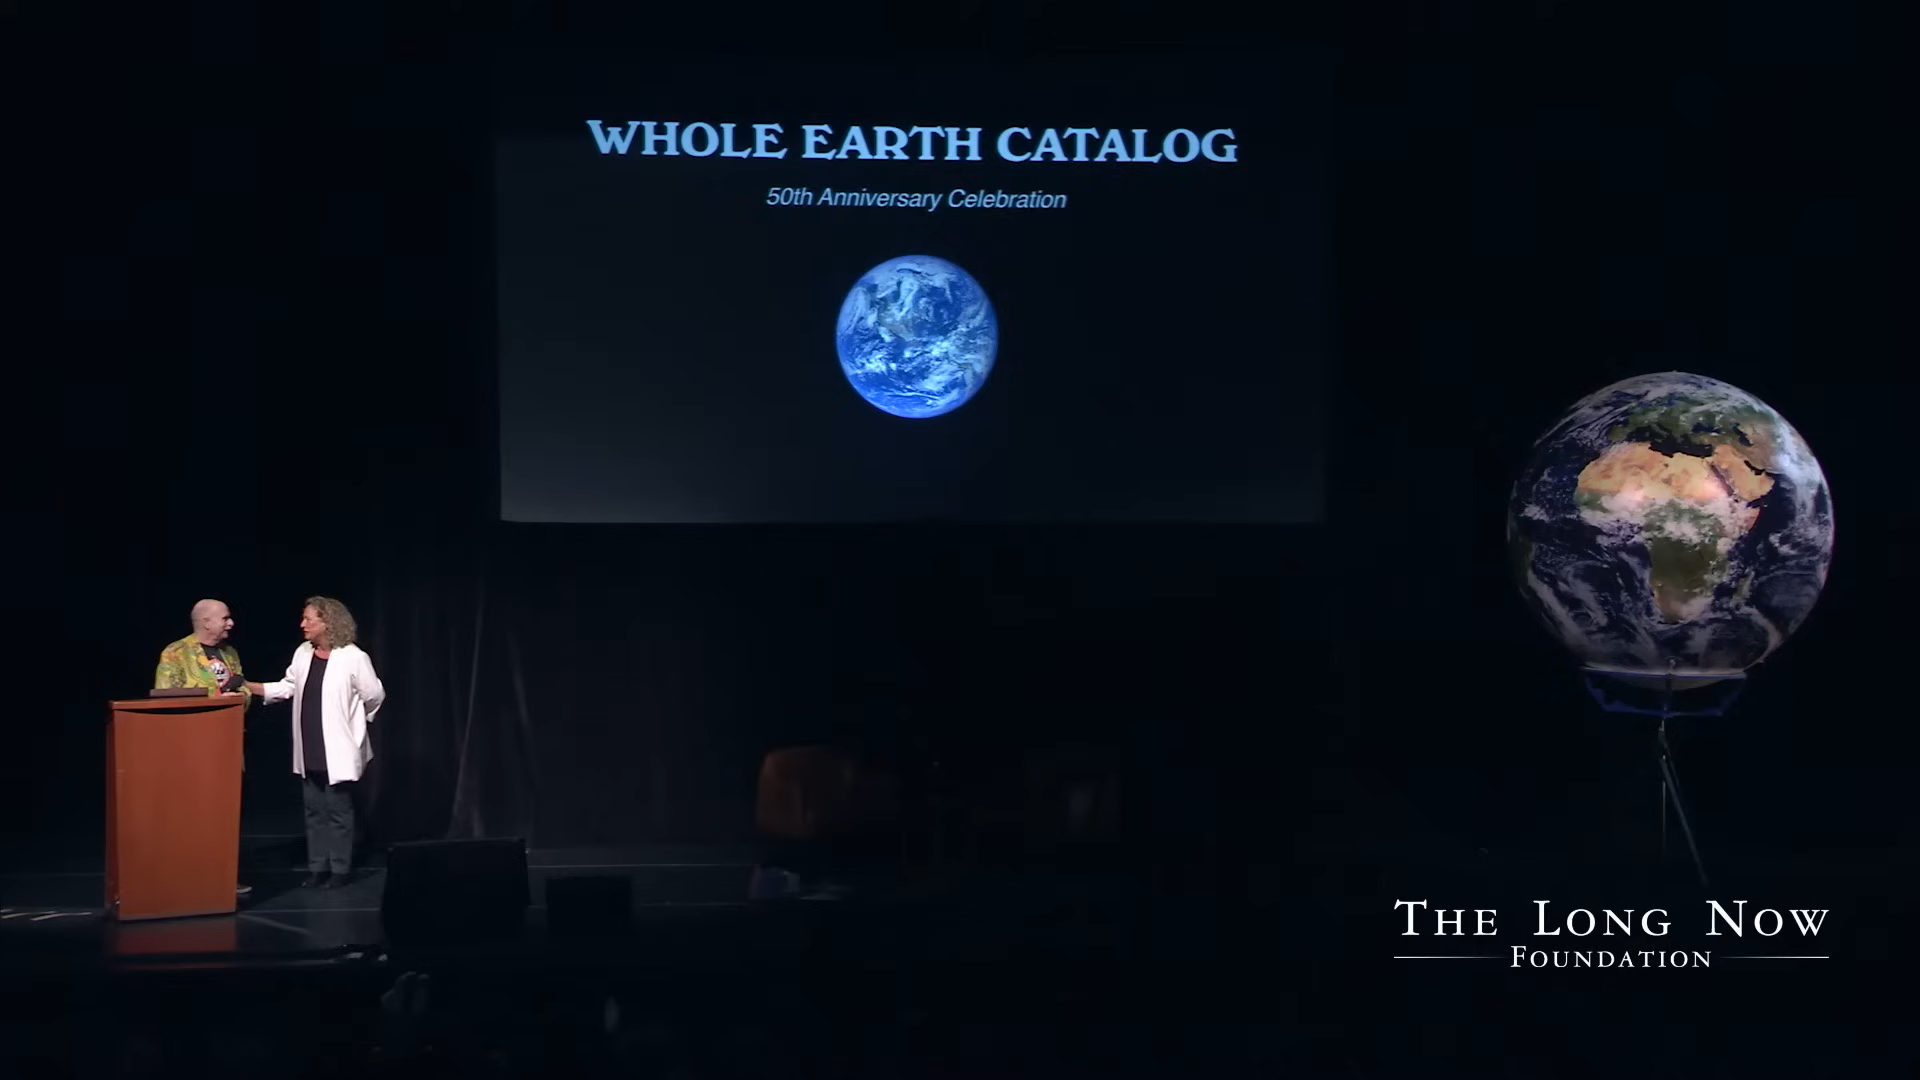 WHOLE EARTH CATALOG
50th Anniversary Celebration
THE LONG NOW
FOUNDATION